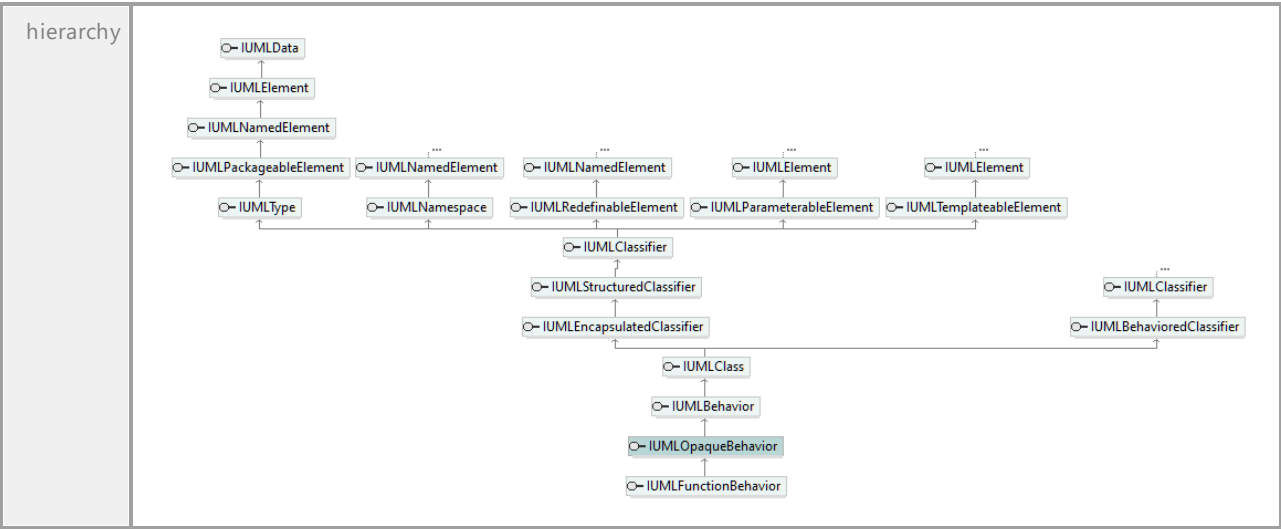 hierarchy
IUMLData
IUMLElement
IUMLNamedElement
... ... ... ...
IUMLPackageableElement IUMLNamedElement IUMLNamedElement IUMLElement IUMLElement
IUMLType IUMLNamespace IUMLRedefinableElement IUMLParameterableElement IUMLTemplateableElement
IUMLClassifier
...
IUMLStructuredClassifier IUMLClassifier
IUMLEncapsulatedClassifier IUMLBehavioredClassifier
IUMLClass
IUMLBehavior
IUMLOpaqueBehavior
IUMLFunctionBehavior